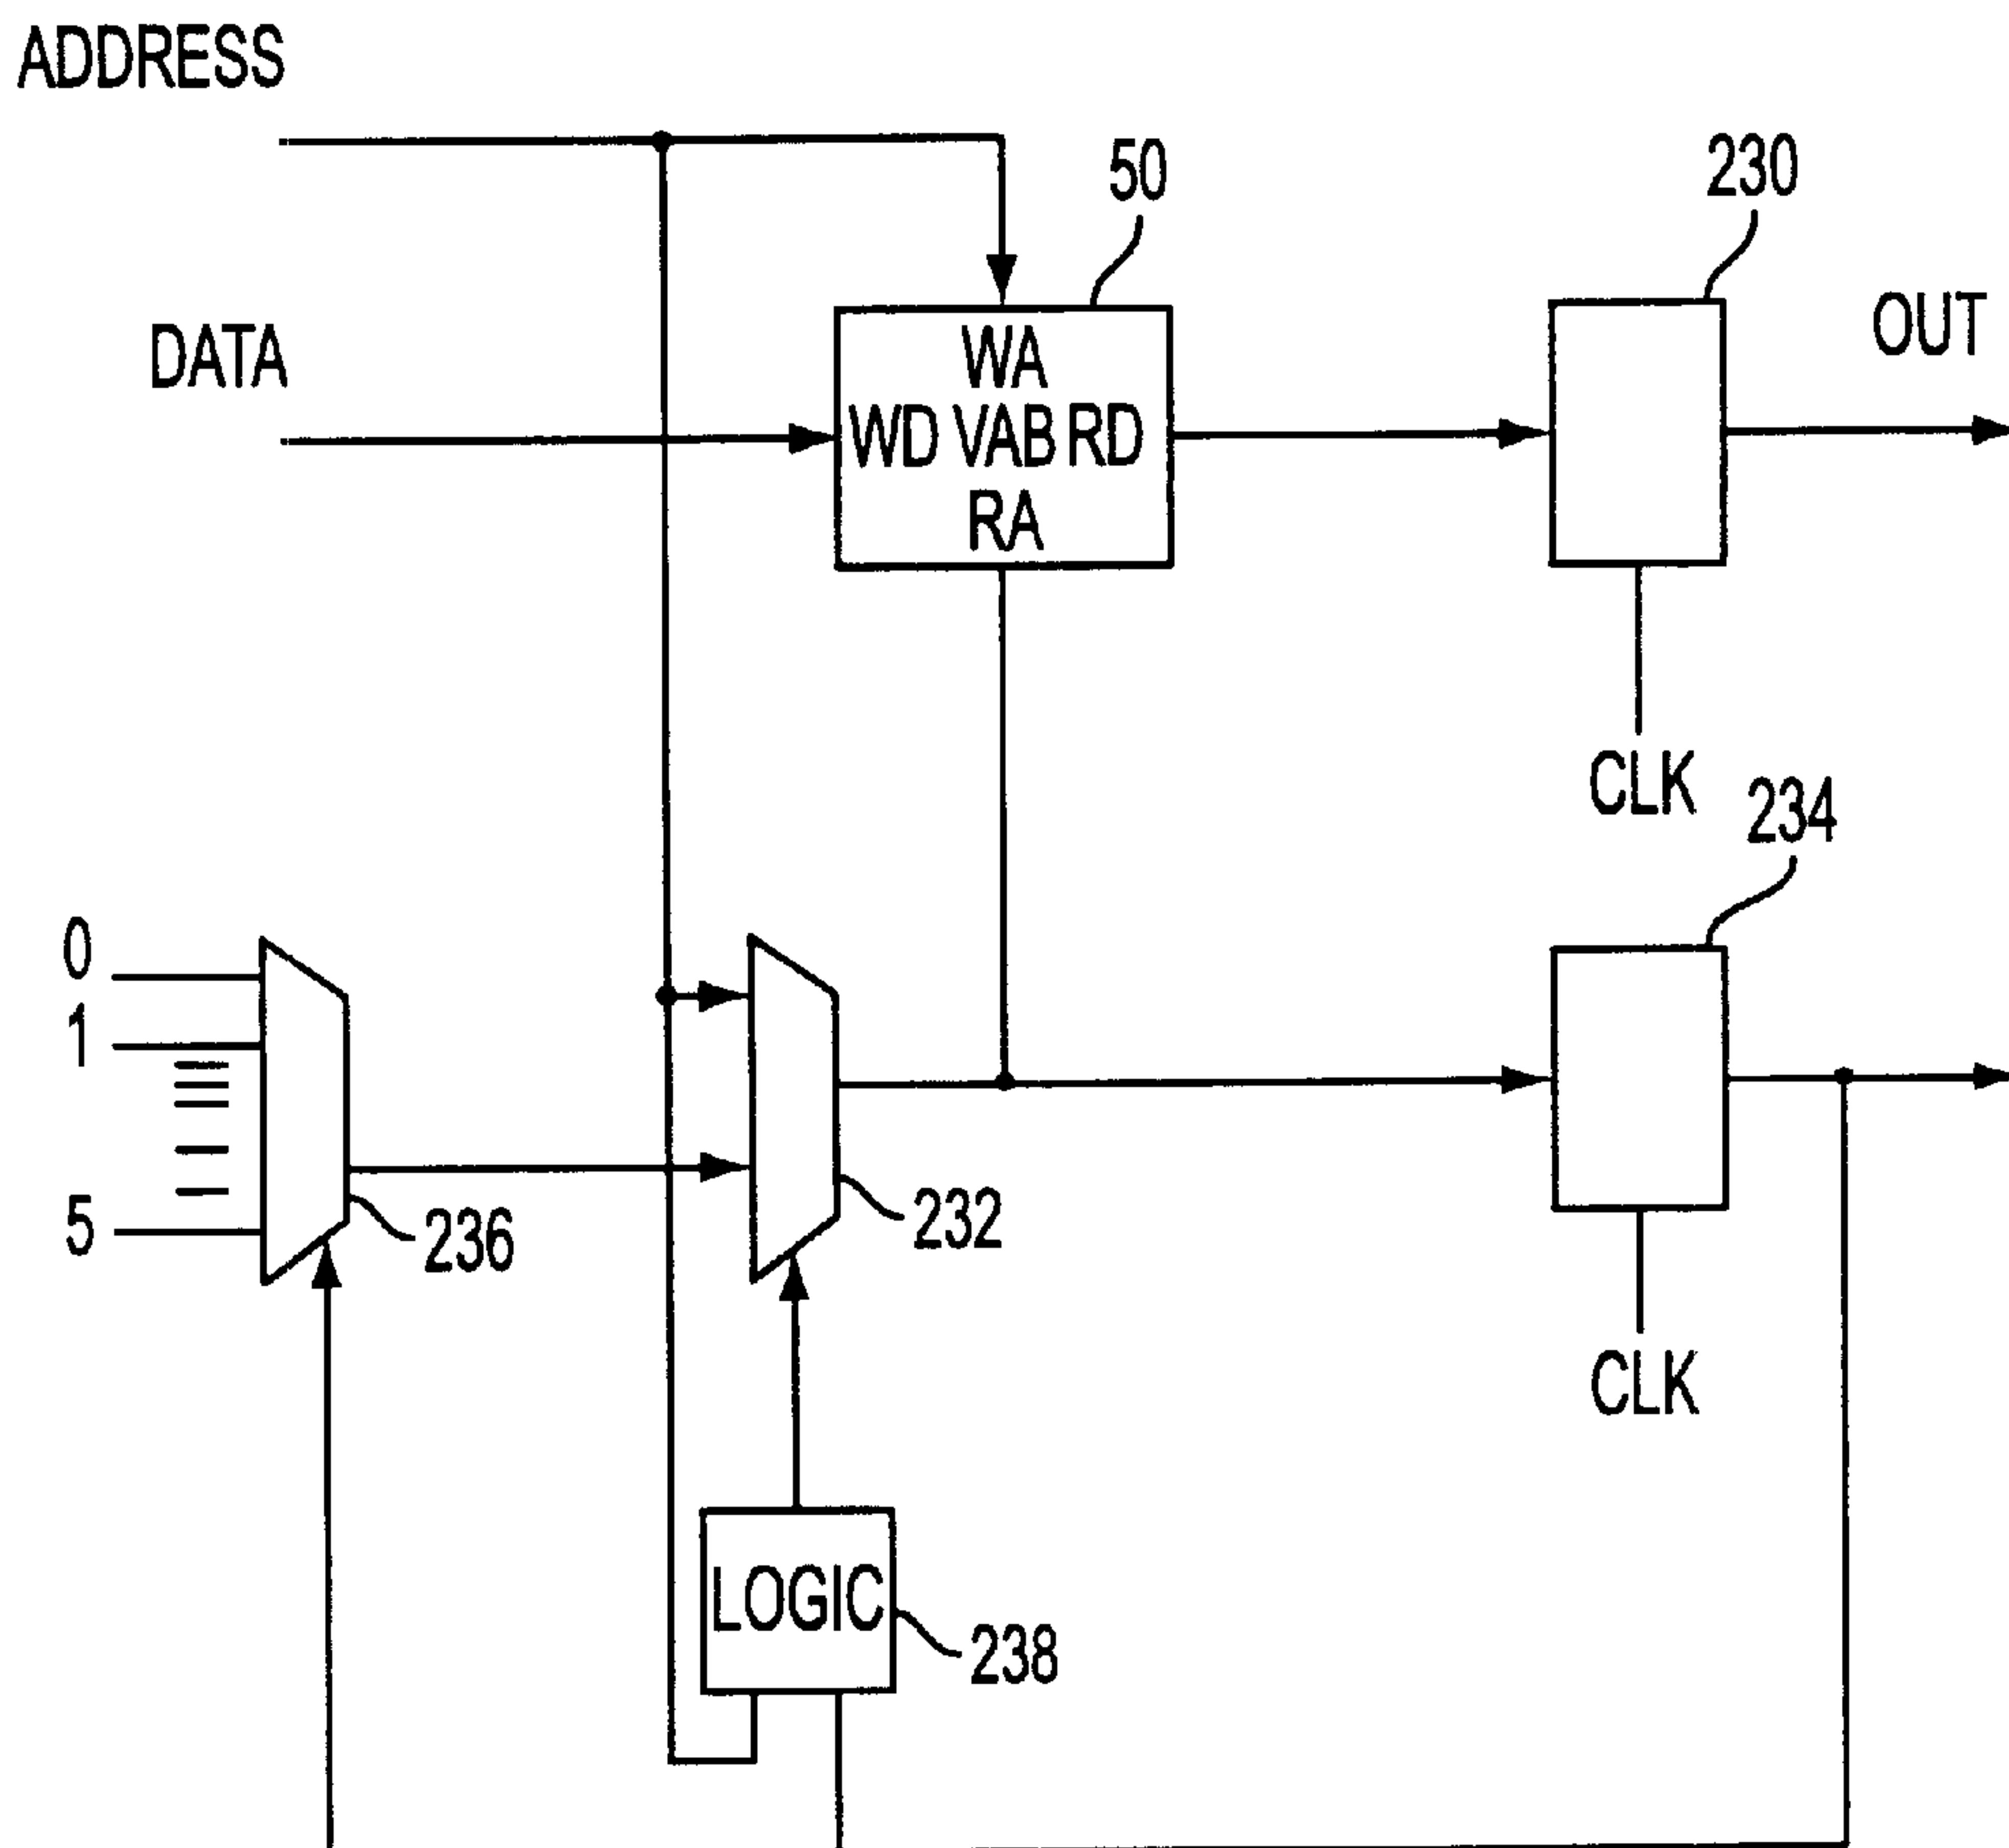 ADDRESS
50
230
DATA
OUT
WA
WD VAB RD
RA
CLK
234
0
1
5
236
232
CLK
LOGIC
238